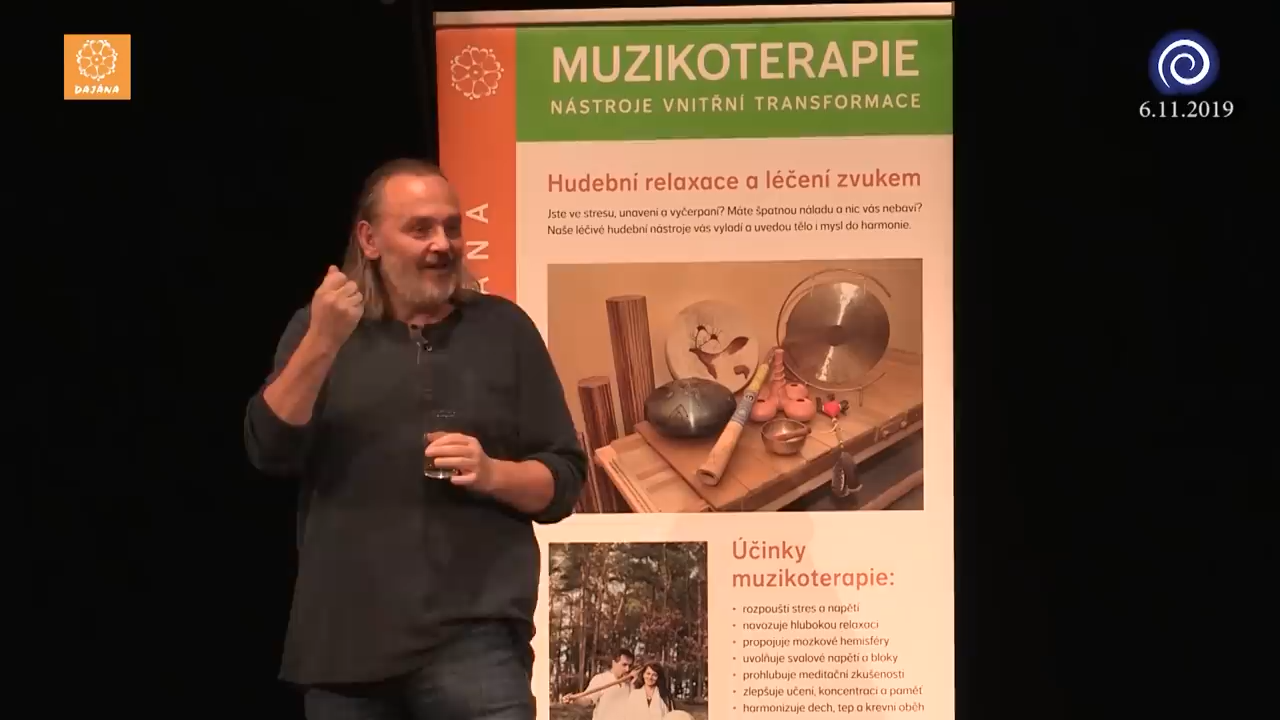 DAJÁNA
6.11.2019
ANA
MUZIKOTERAPIE
NÁSTROJE VNITŘNÍ TRANSFORMACE
Hudební relaxace a léčení zvukem
Jste ve stresu, unaveni a vyčerpaní? Máte špatnou náladu a nic vás nebaví?
Naše léčivé hudební nástroje vás vyladí a uvedou tělo i mysl do harmonie.
Účinky
muzikoterapie:
• rozpouští stres a napětí
• navozuje hlubokou relaxaci
• propojuje mozkové hemisféry
• uvolňuje svalové napětí a bloky
• prohlubuje meditační zkušenosti
• zlepšuje učení, koncentraci a paměť
• harmonizuje dech, tep a krevní oběh